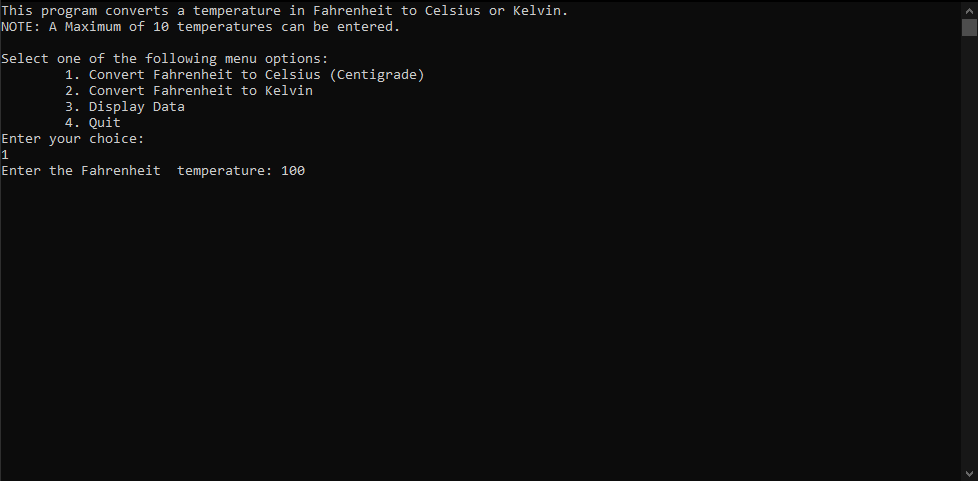 This program converts a temperature in Fahrenheit to Celsius or Kelvin.
NOTE: A Maximum of 10 temperatures can be entered.
Select one of the following menu options:
1. Convert Fahrenheit to Celsius (Centigrade)
2. Convert Fahrenheit to Kelvin
3. Display Data
4. Quit
Enter your choice:
1
Enter the Fahrenheit  temperature: 100